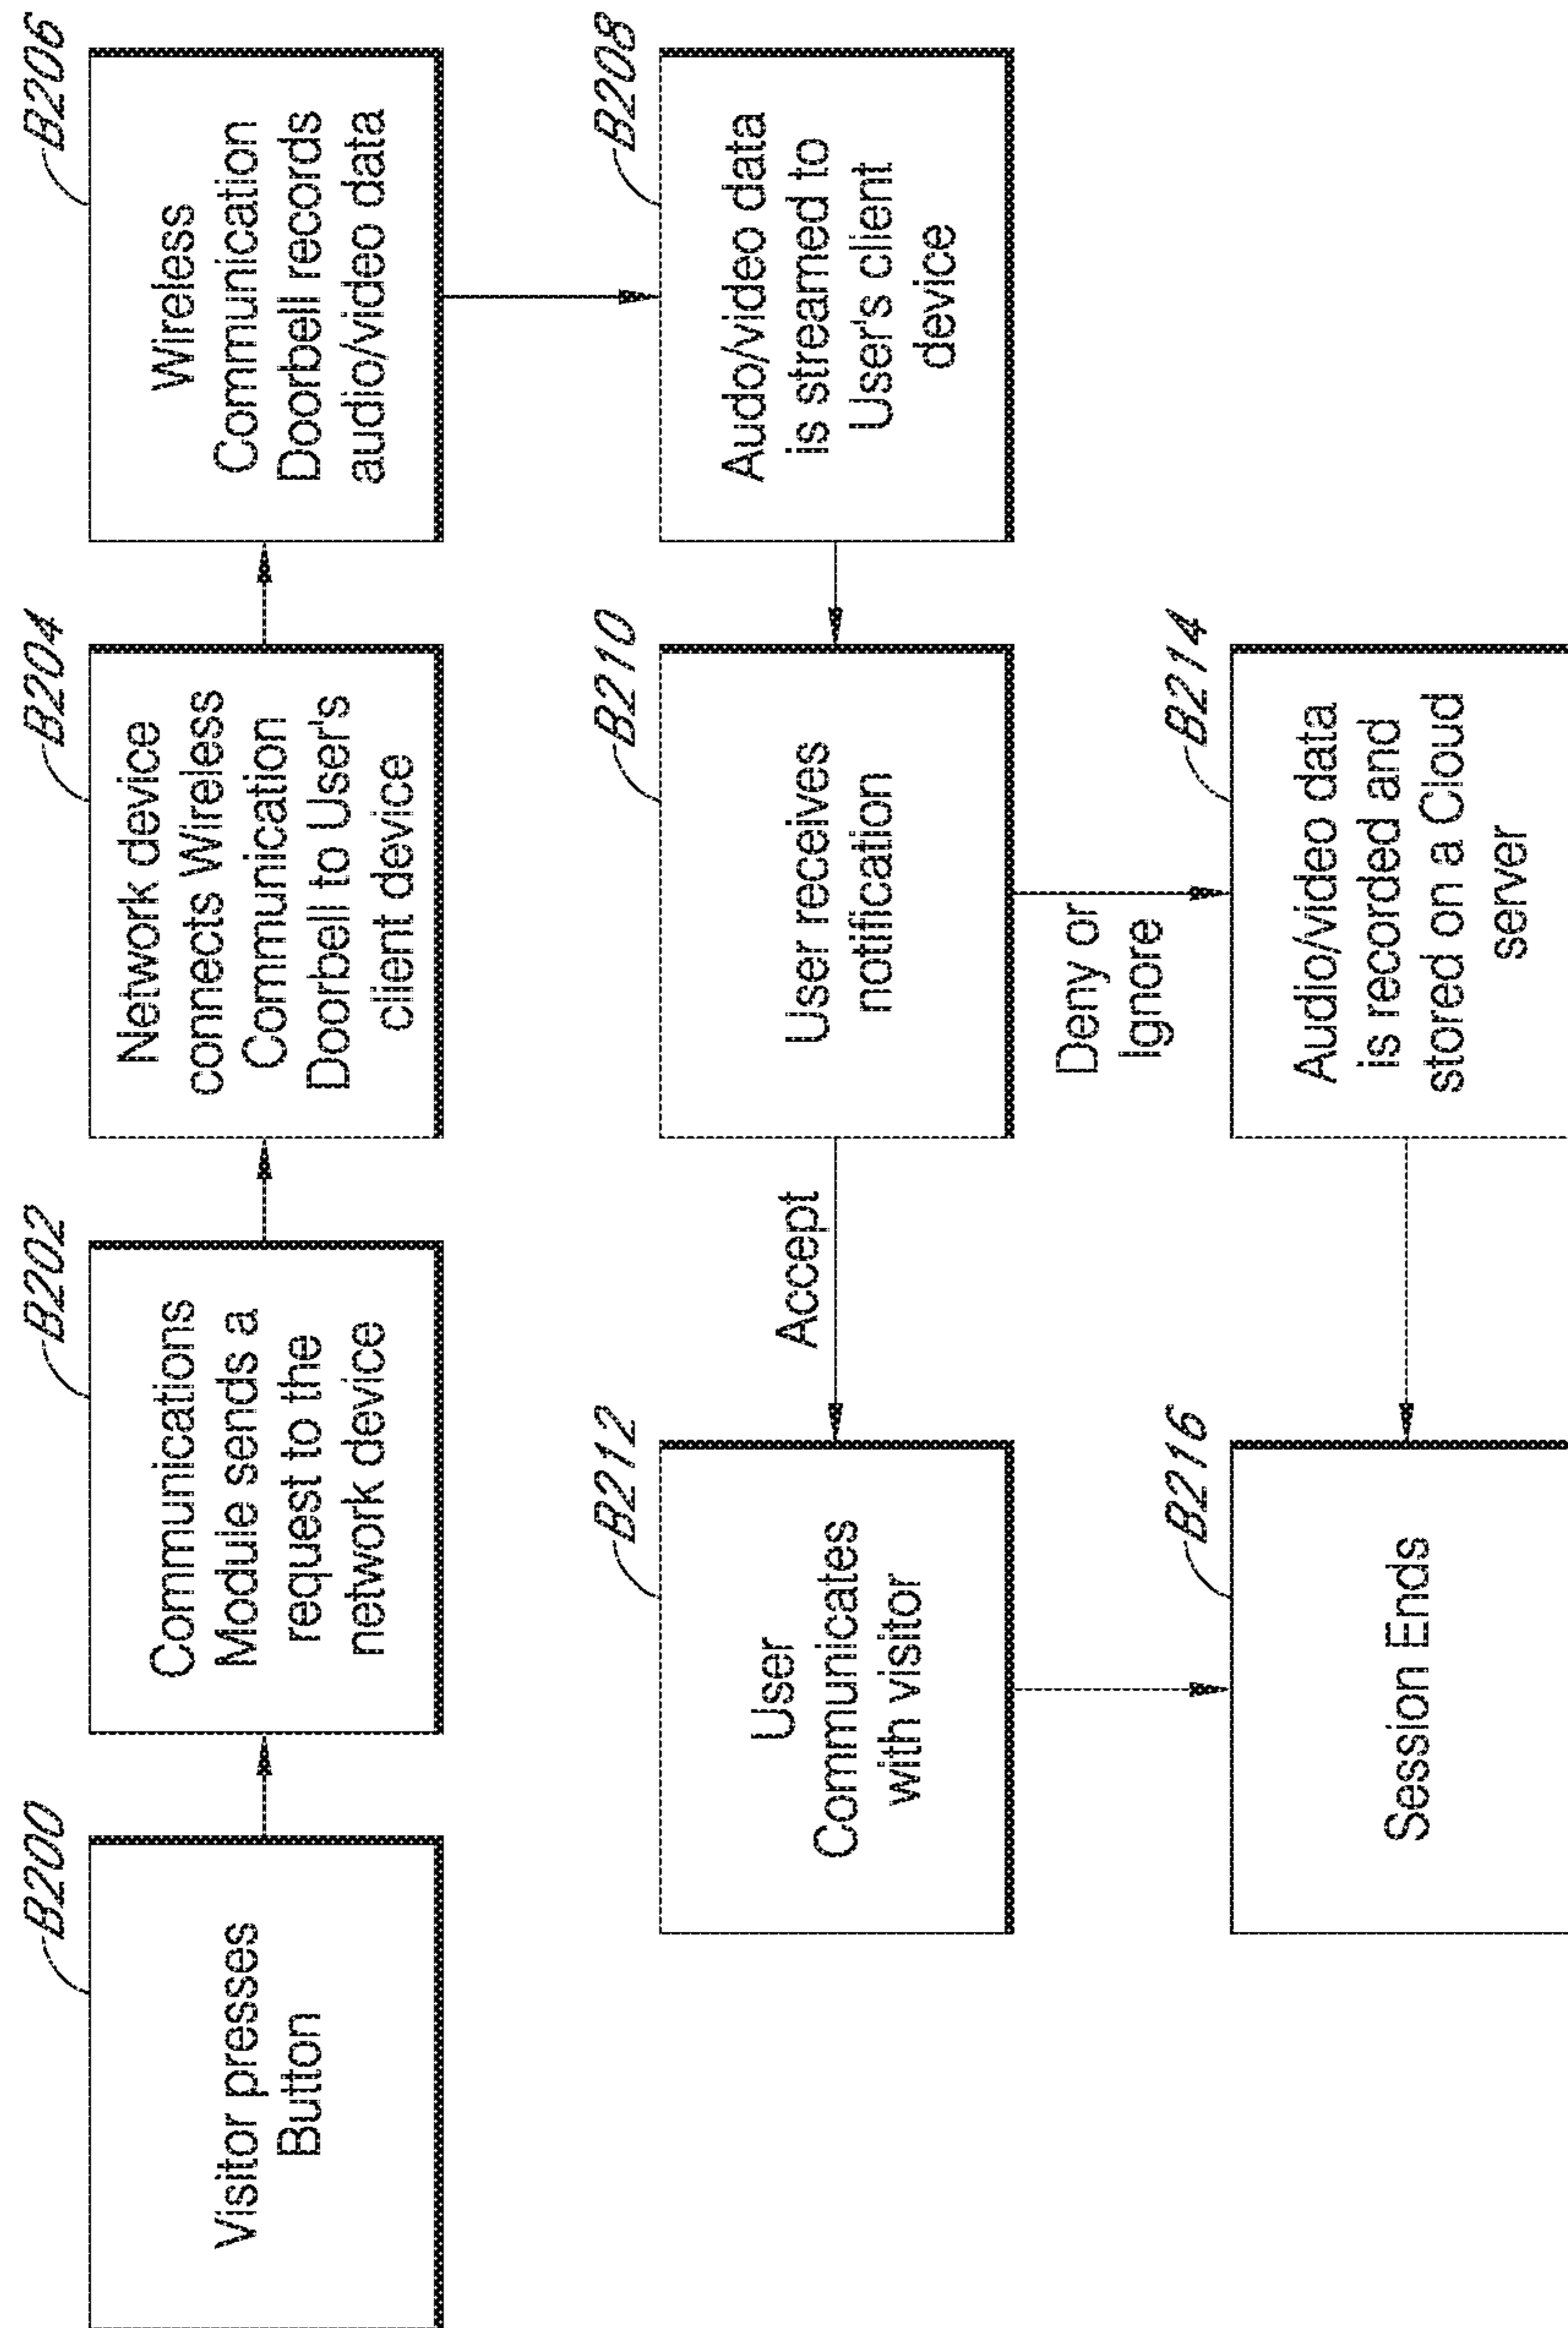 B200
Visitor presses
Button
B202
Communications
Module sends a
request to the
network device
B204
Network device
connects Wireless
Communication
Doorbell to User's
client device
B206
Wireless
Communication
Doorbell records
audio/video data
B208
Audo/video data
is streamed to
User's client
device
B210
User receives
notification
Accept
Deny or
Ignore
B212
User
Communicates
with visitor
B214
Audio/video data
is recorded and
stored on a Cloud
server
B216
Session Ends